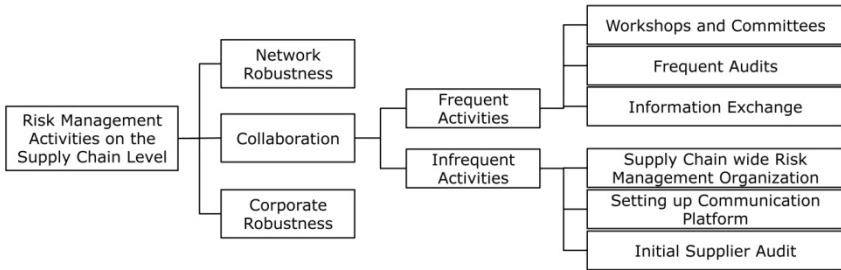 Risk Management
Activities on the
Supply Chain Level
Network
Robustness
Collaboration
Corporate
Robustness
Frequent
Activities
Infrequent
Activities
Workshops and Committees
Frequent Audits
Information Exchange
Supply Chain wide Risk
Management Organization
Setting up Communication
Platform
Initial Supplier Audit